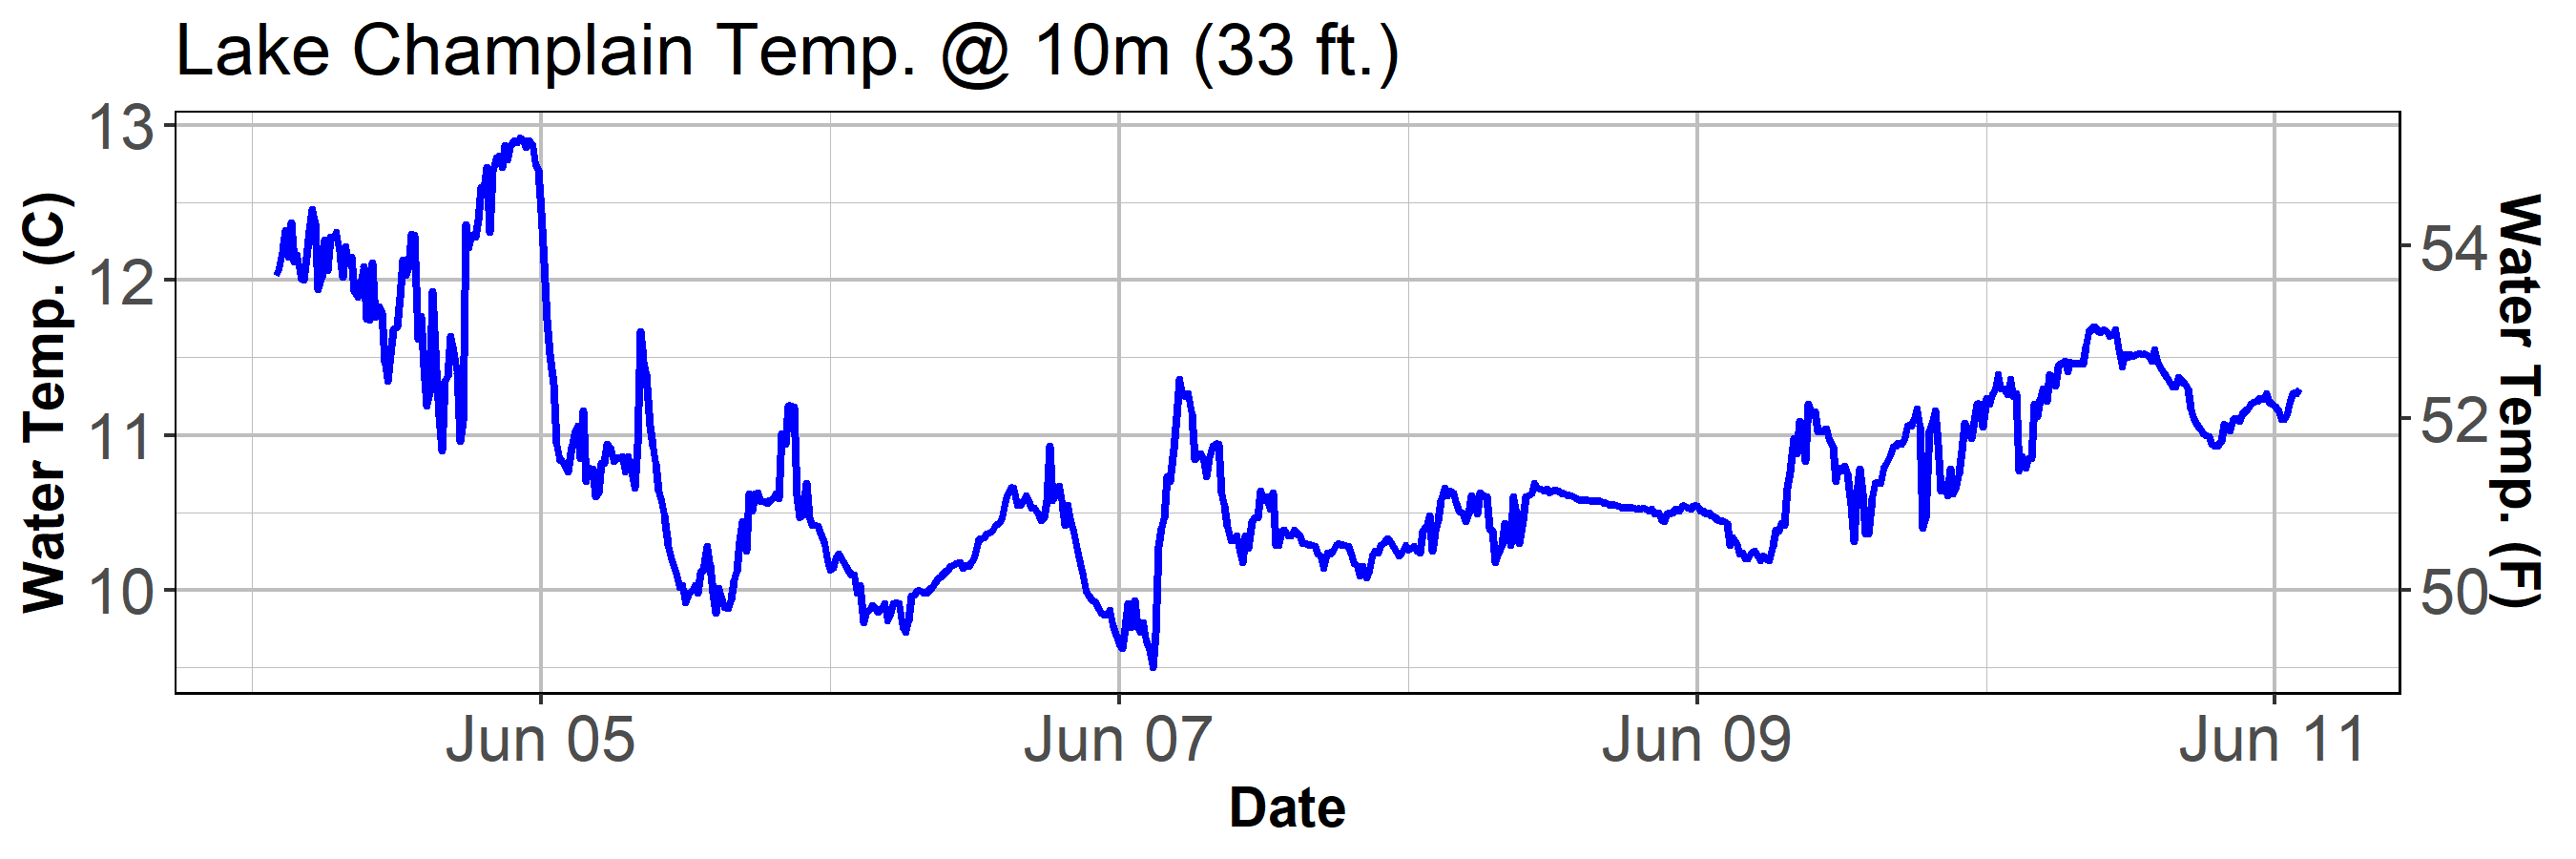 Lake Champlain Temp. @ 10m (33 ft.)
Water Temp. (C)
13
12
11
10
54
52
50
Water Temp. (F)
Jun 05
Jun 07
Jun 09
Jun 11
Date